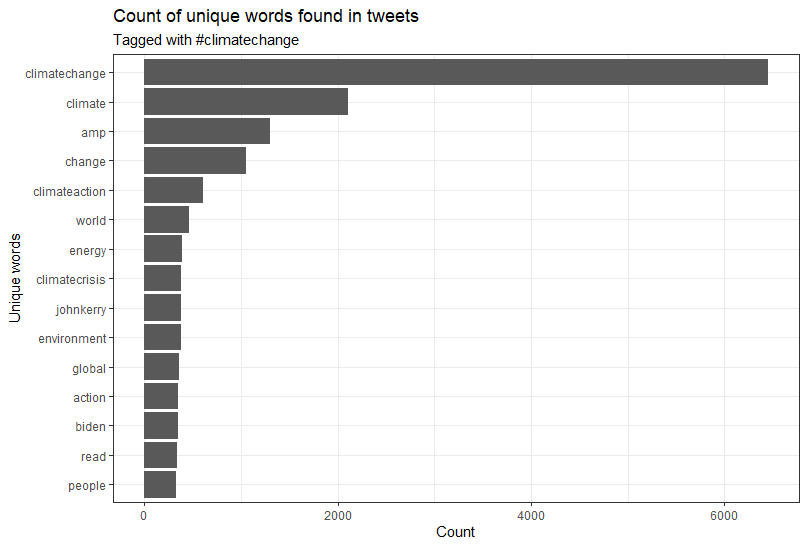 Count of unique words found in tweets
Tagged with #climatechange
climatechange
climate
amp
change
climateaction
world
energy
climatecrisis
johnkerry
environment
global
action
biden
read
people
Unique words
0 2000 4000 6000
Count